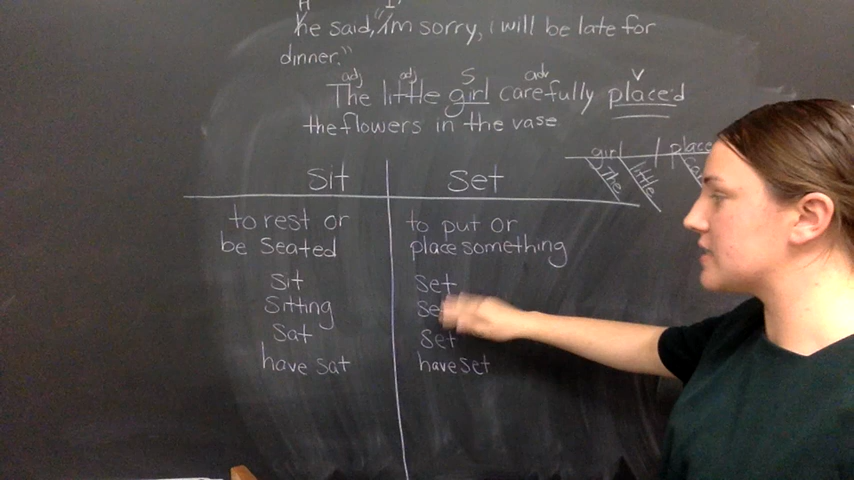 H I
he said, "im sorry, i will be late for
dinner."
adj adj S adv V
The little girl carefully placed
the flowers in the vase
girl place
The little
sit set
to rest or to put or
be seated place something
sit set
sitting
sat set
have sat have set